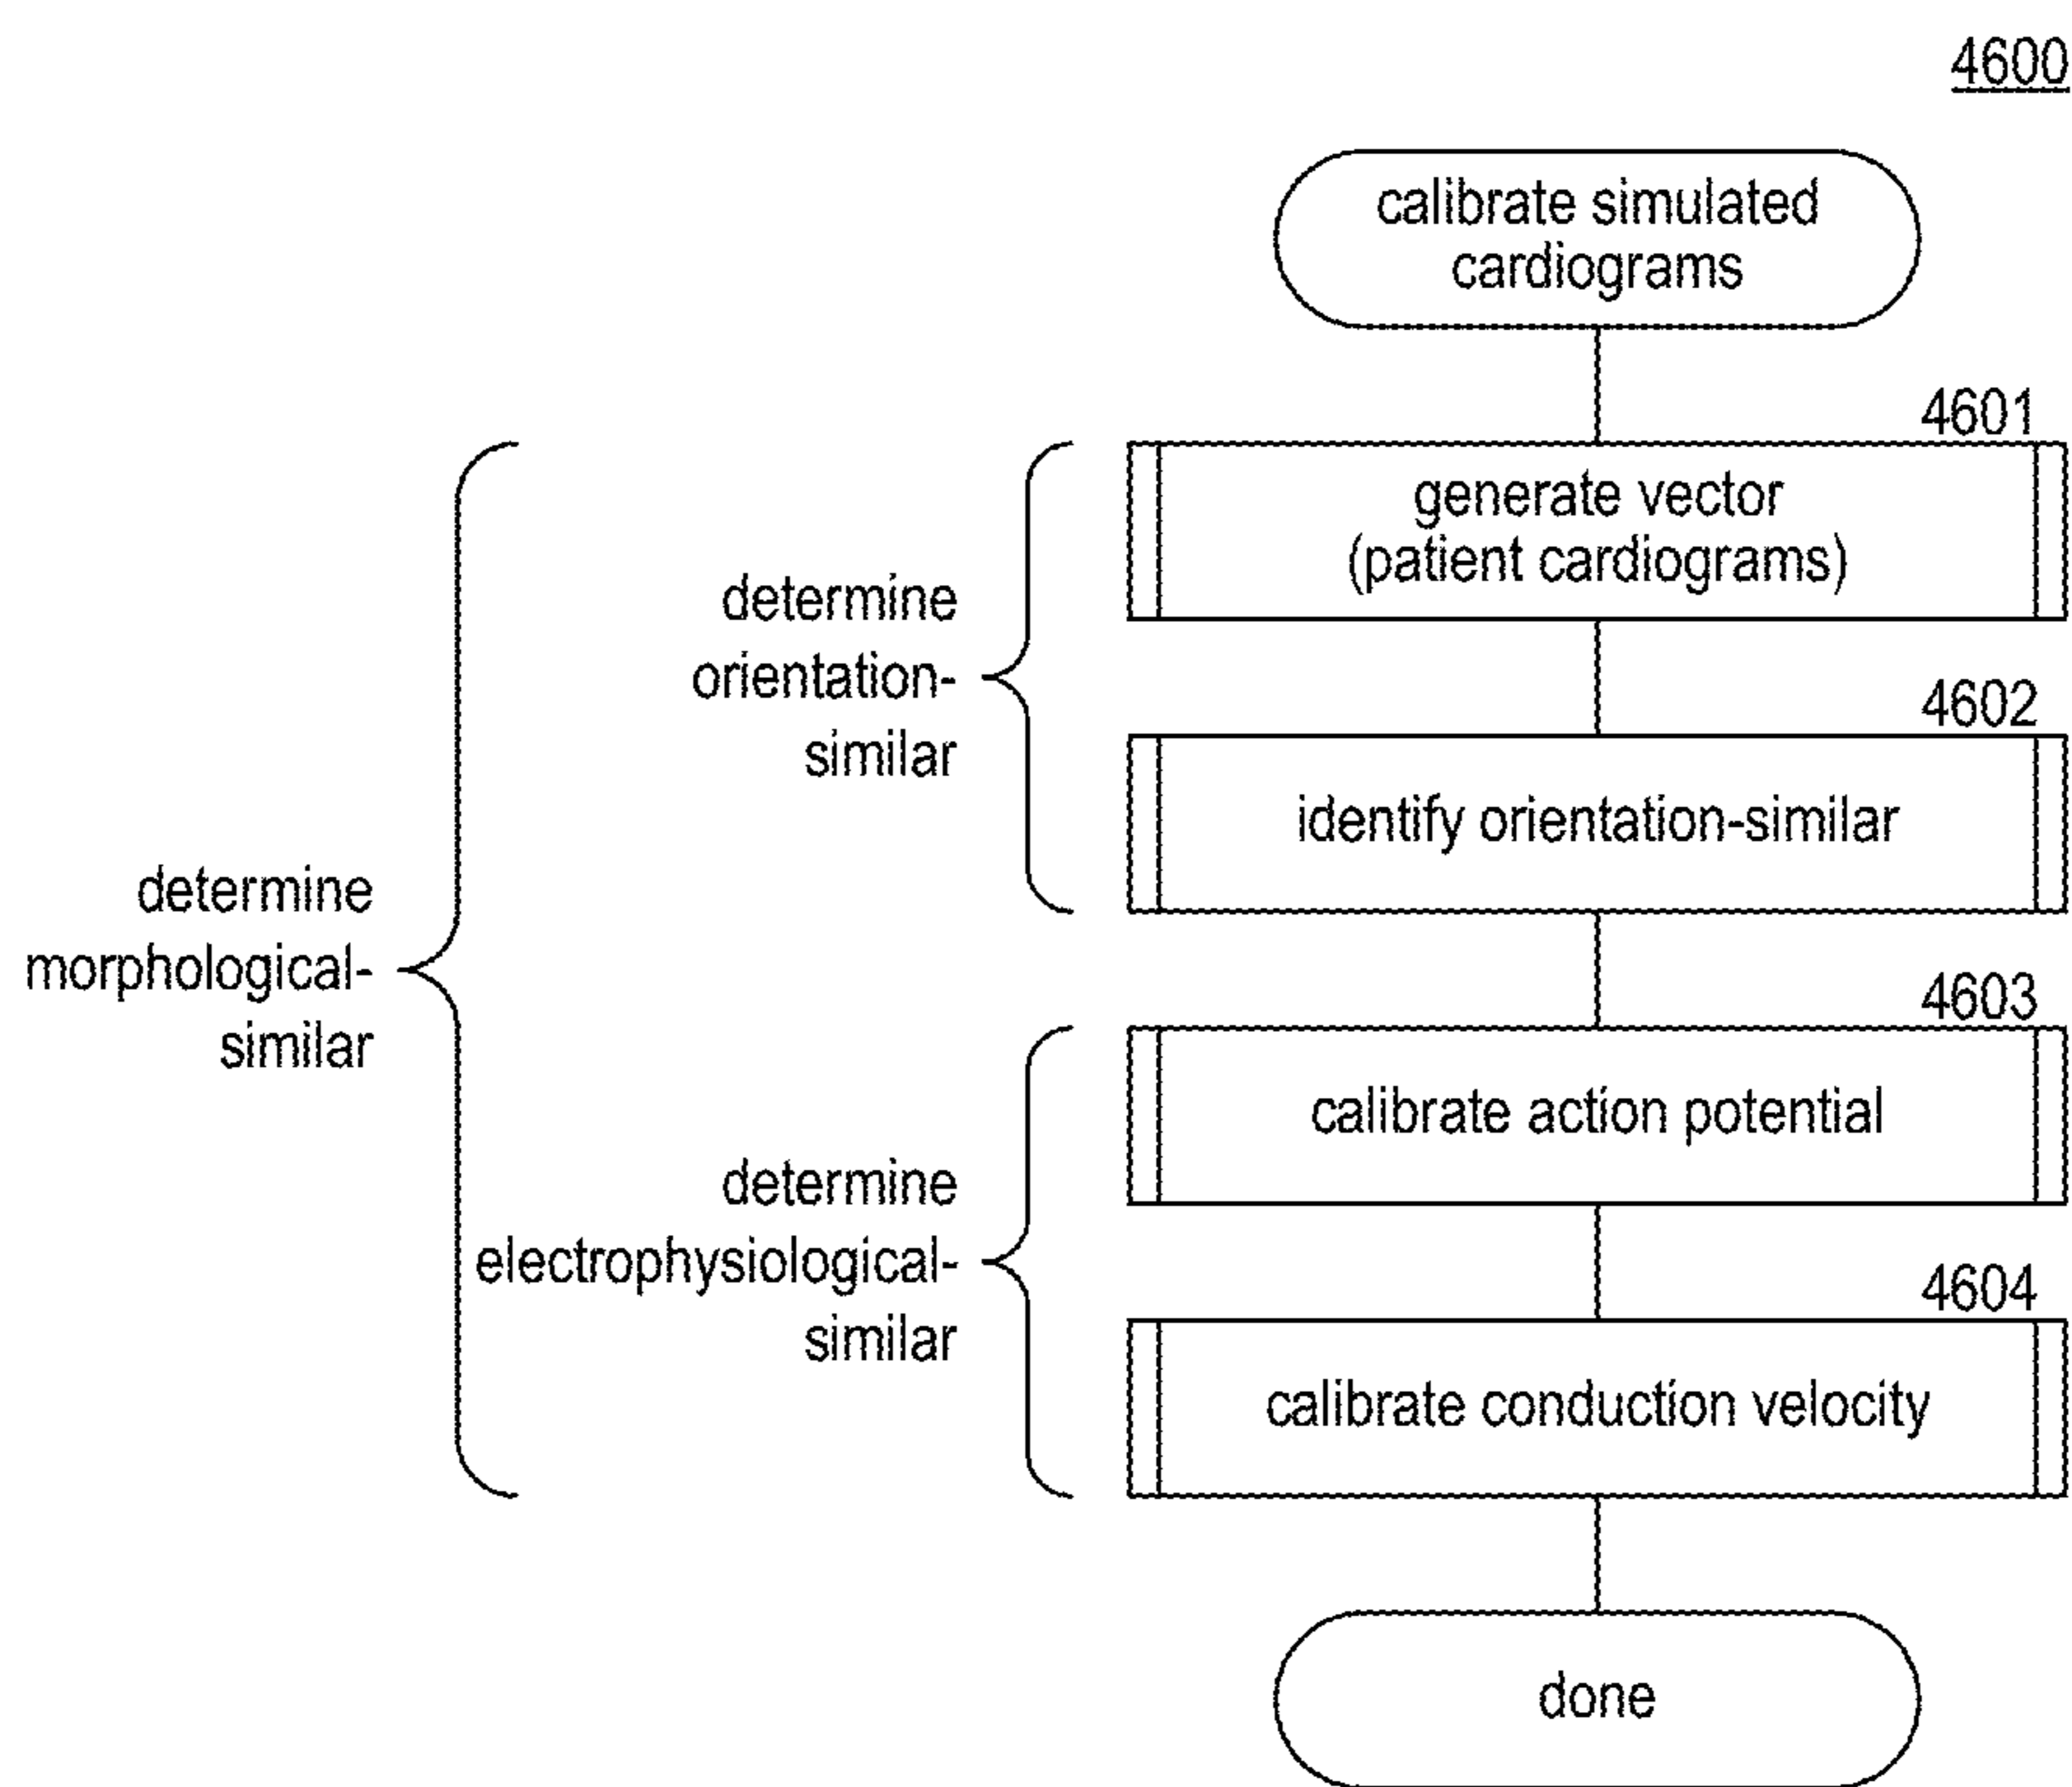 4600
calibrate simulated
cardiograms
4601
generate vector
(patient cardiograms)
determine
orientation-
similar
4602
identify orientation-similar
determine
morphological-
similar
4603
calibrate action potential
determine
electrophysiological-
similar
4604
calibrate conduction velocity
done